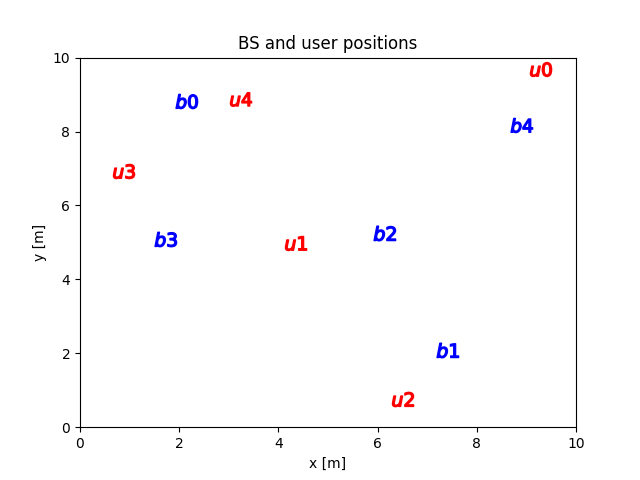 BS and user positions
10
u0
b0 u4
b4
8
u3
6
b3 u1 b2
y [m]
4
2
b1
u2
0
0 2 4 6 8 10
x [m]